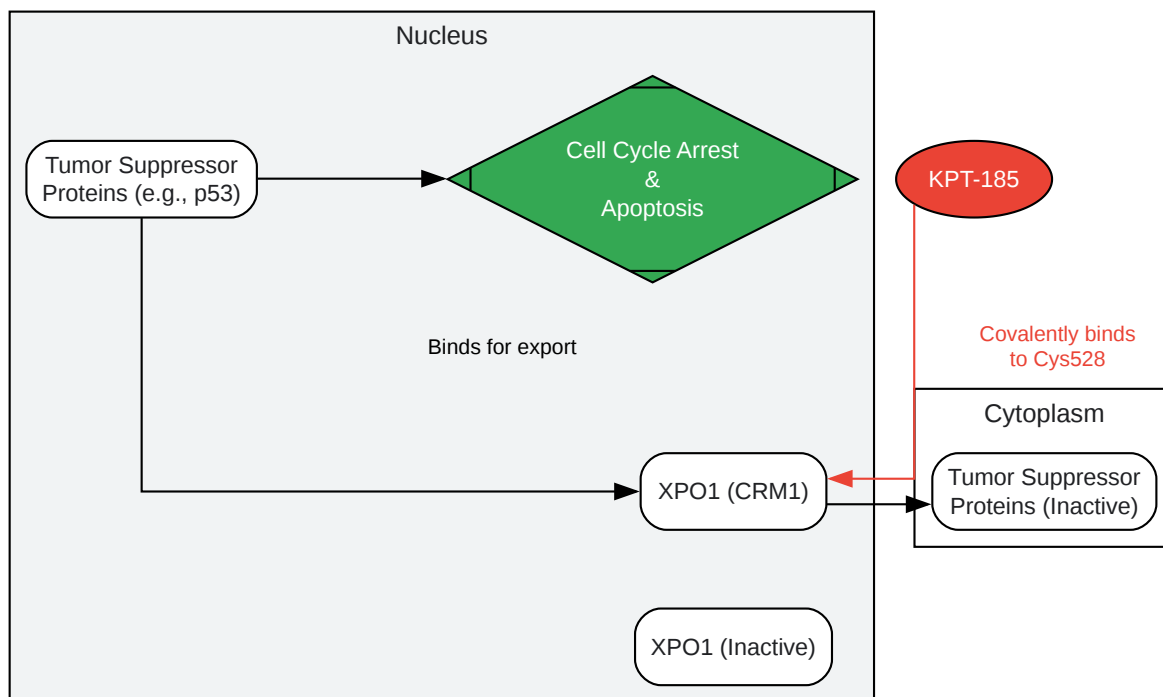 Nucleus
Tumor Suppressor
Proteins (e.g., p53)
Cell Cycle Arrest
&
Apoptosis
KPT-185
Binds for export
Covalently binds
to Cys528
Cytoplasm
XPO1 (CRM1)
Tumor Suppressor
Proteins (Inactive)
XPO1 (Inactive)